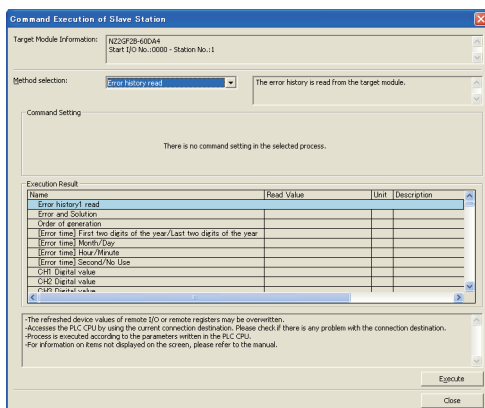 Command Execution of Slave Station
Target Module Information:
NZ2GF2B-60DA4
Start I/O No.:0000 - Station No.:1
Method selection:
Error history read
The error history is read from the target module.
Command Setting
There is no command setting in the selected process.
Execution Result
Name Read Value Unit Description
Error history1 read
Error and Solution
Order of generation
[Error time] First two digits of the year/Last two digits of the year
[Error time] Month/Day
[Error time] Hour/Minute
[Error time] Second/No Use
CH1 Digital value
CH2 Digital value
CH3 Digital value
-The refreshed device values of remote I/O or remote registers may be overwritten.
-Accesses the PLC CPU by using the current connection destination. Please check if there is any problem with the connection destination.
-Process is executed according to the parameters written in the PLC CPU.
-For information on items not displayed on the screen, please refer to the manual.
Execute
Close